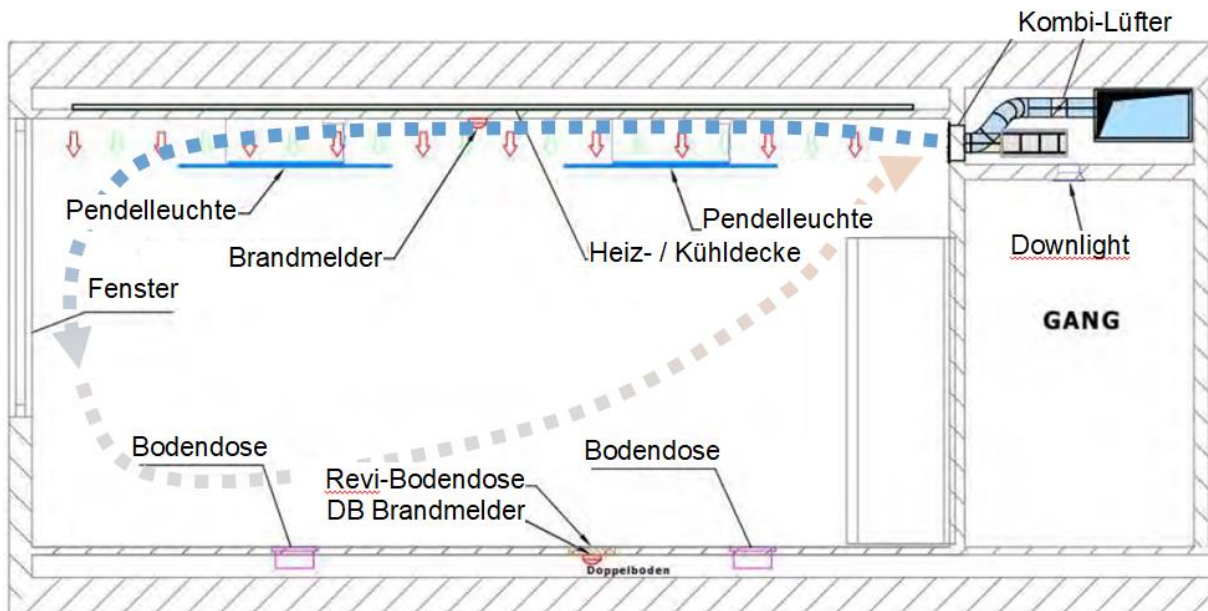 Kombi-Lüfter
Pendelleuchte
Pendelleuchte
Brandmelder
Heiz- / Kühldecke
Downlight
Fenster
GANG
Bodendose
Bodendose
Revi-Bodendose
DB Brandmelder
Doppelboden